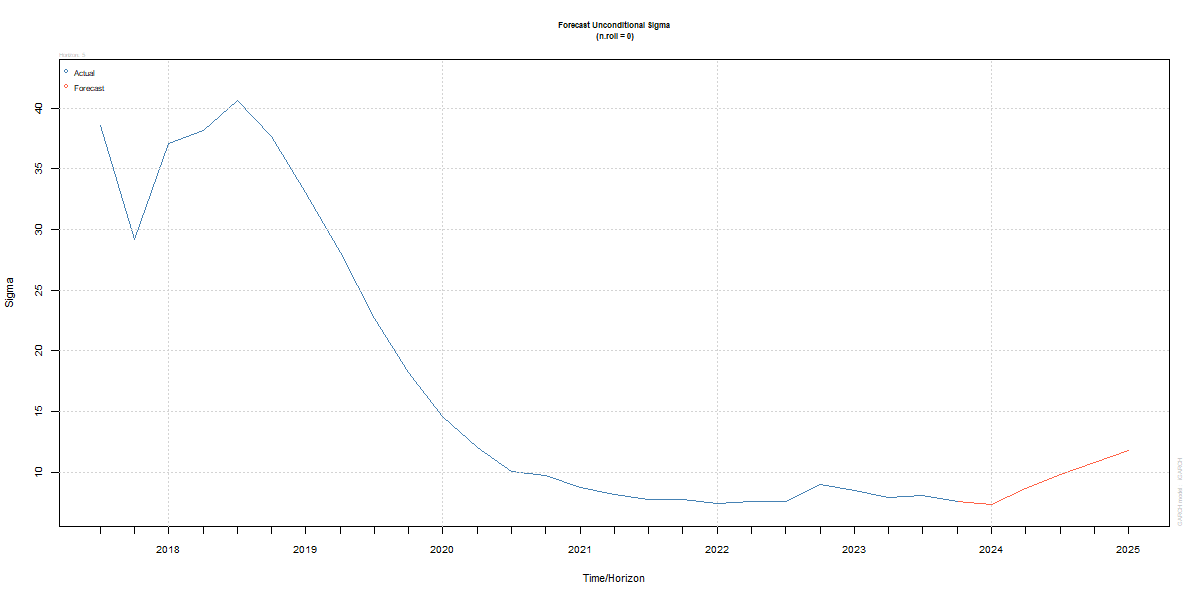 Forecast Unconditional Sigma
(n.roll = 0)
Horizon: 5
Actual
Forecast
40
35
30
25
20
15
10
Sigma
2018 2019 2020 2021 2022 2023 2024 2025
Time/Horizon
GARCH model : iGARCH